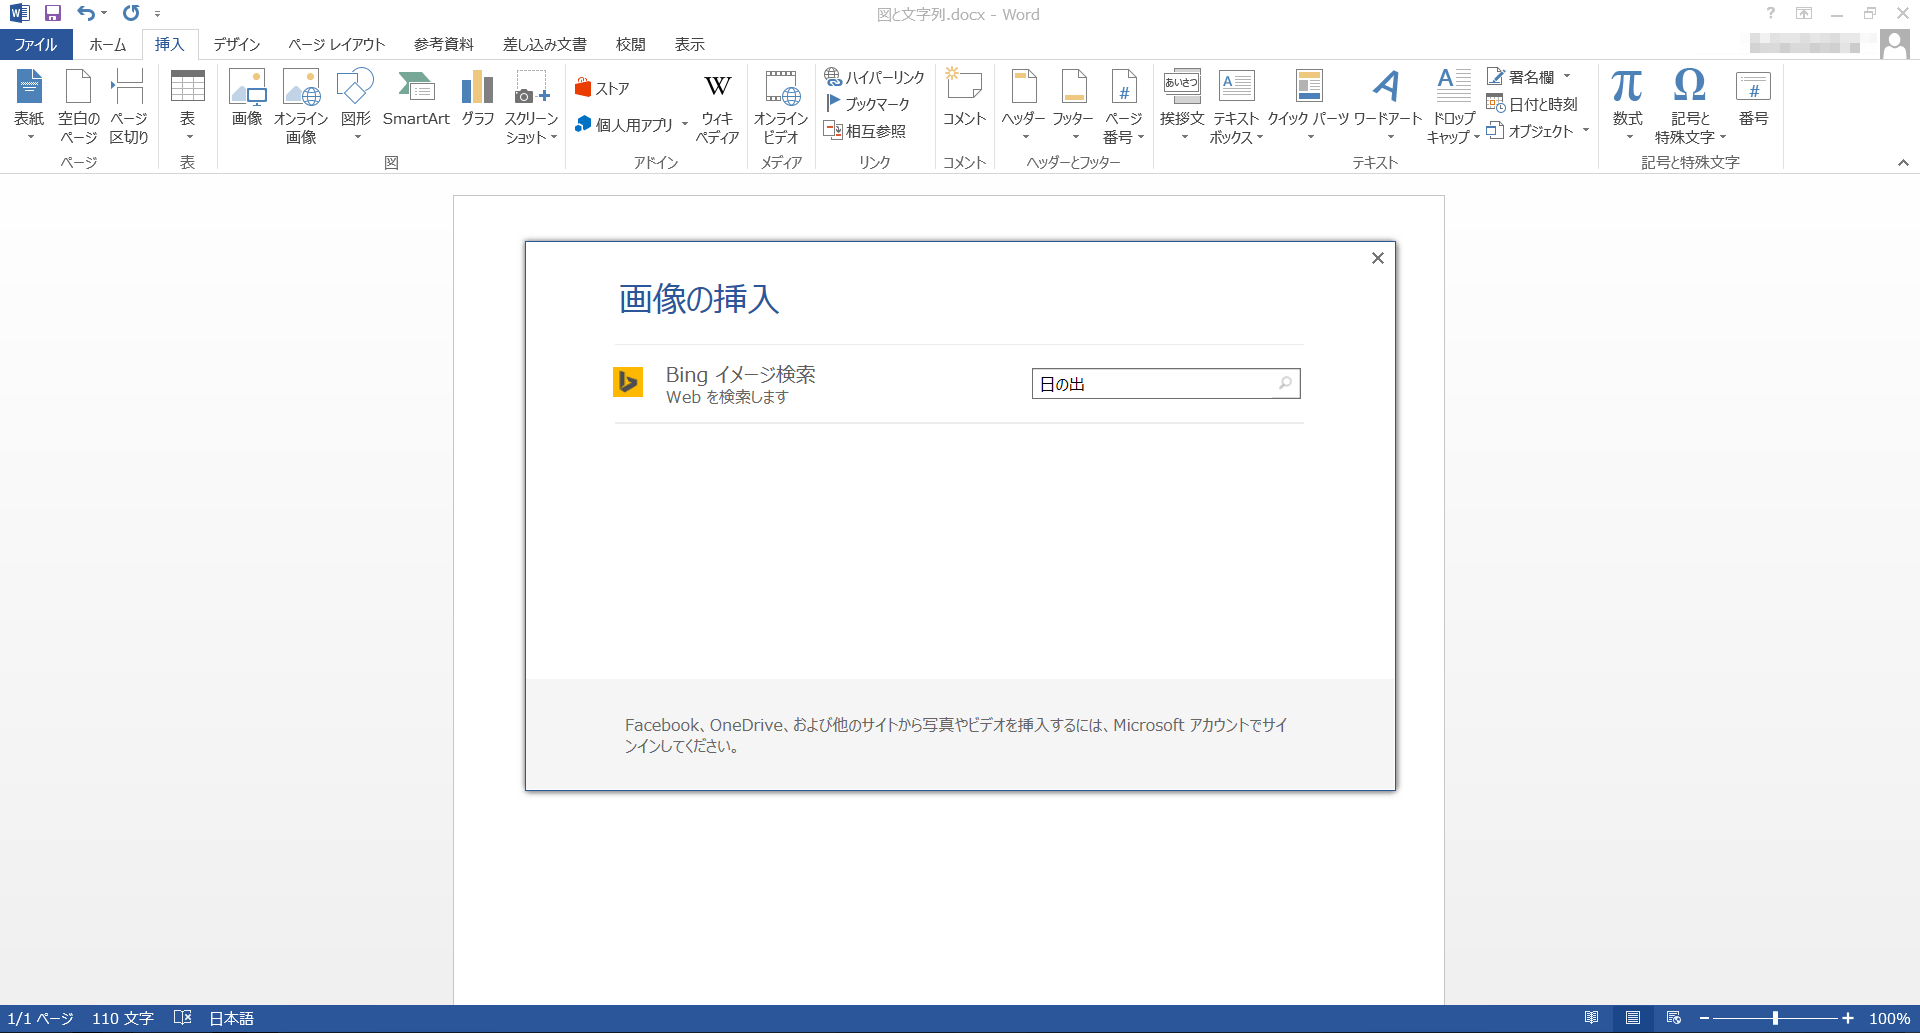 図と文字列.docx - Word
ファイル ホーム 挿入 デザイン ページ レイアウト 参考資料 差し込み文書 校閲 表示
表紙
空白の
ページ
ページ
区切り
ページ
表
表
画像
オンライン
画像
図形
SmartArt
グラフ
スクリーン
ショット
図
ストア
個人用アプリ
W
ウィキ
ペディア
アドイン
オンライン
ビデオ
メディア
ハイパーリンク
ブックマーク
相互参照
リンク
コメント
コメント
ヘッダー
フッター
#
ページ
番号
ヘッダーとフッター
あいさつ
挨拶文
A
テキスト
ボックス
クイック パーツ
A
ワードアート
A
ドロップ
キャップ
署名欄
日付と時刻
オブジェクト
テキスト
π
数式
Ω
記号と
特殊文字
#
番号
記号と特殊文字
画像の挿入
Bing イメージ検索
Web を検索します
日の出
Facebook、OneDrive、および他のサイトから写真やビデオを挿入するには、Microsoft アカウントでサイ
ンインしてください。
1/1 ページ 110 文字 日本語 100%